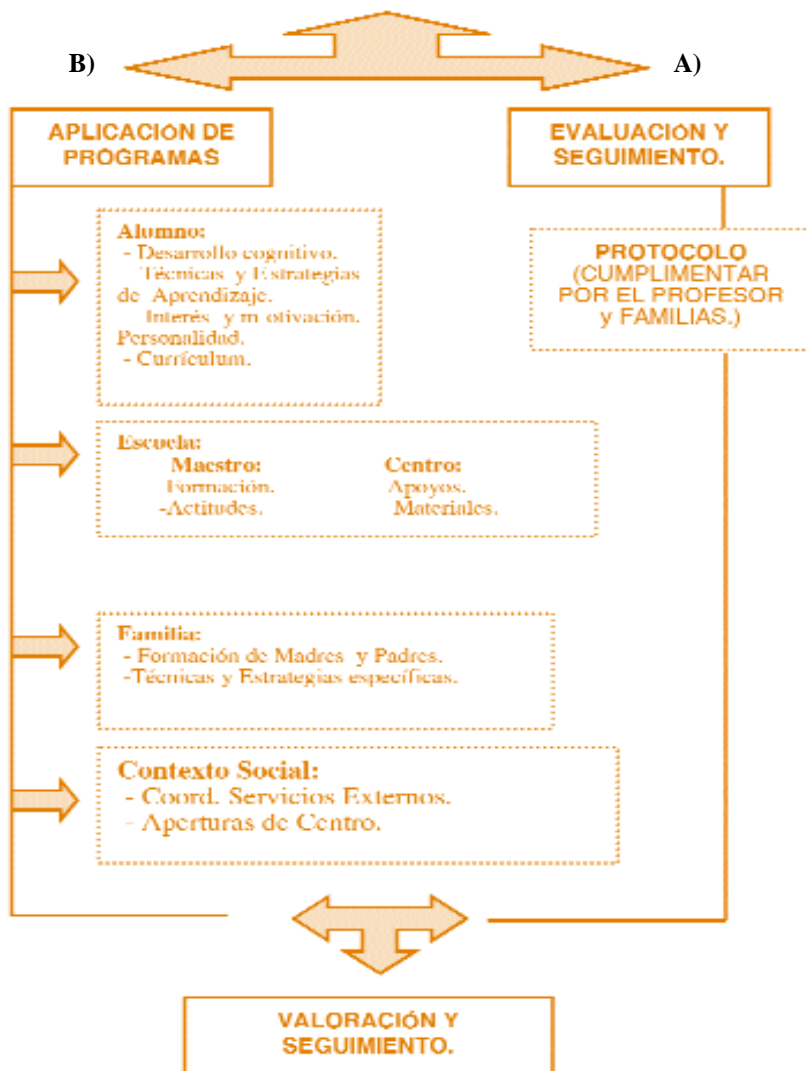 B)
A)
APLICACIÓN DE
PROGRAMAS
EVALUACIÓN Y
SEGUIMIENTO.
Alumno:
- Desarrollo cognitivo.
Técnicas y Estrategias
de Aprendizaje.
Interés y motivación.
Personalidad.
- Currículum.
PROTOCOLO
(CUMPLIMENTAR
POR EL PROFESOR
y FAMILIAS.)
Escuela:
Maestro: Centro:
Formación. Apoyos.
-Actitudes. Materiales.
Familia:
- Formación de Madres y Padres.
-Técnicas y Estrategias específicas.
Contexto Social:
- Coord. Servicios Externos.
- Aperturas de Centro.
VALORACIÓN Y
SEGUIMIENTO.